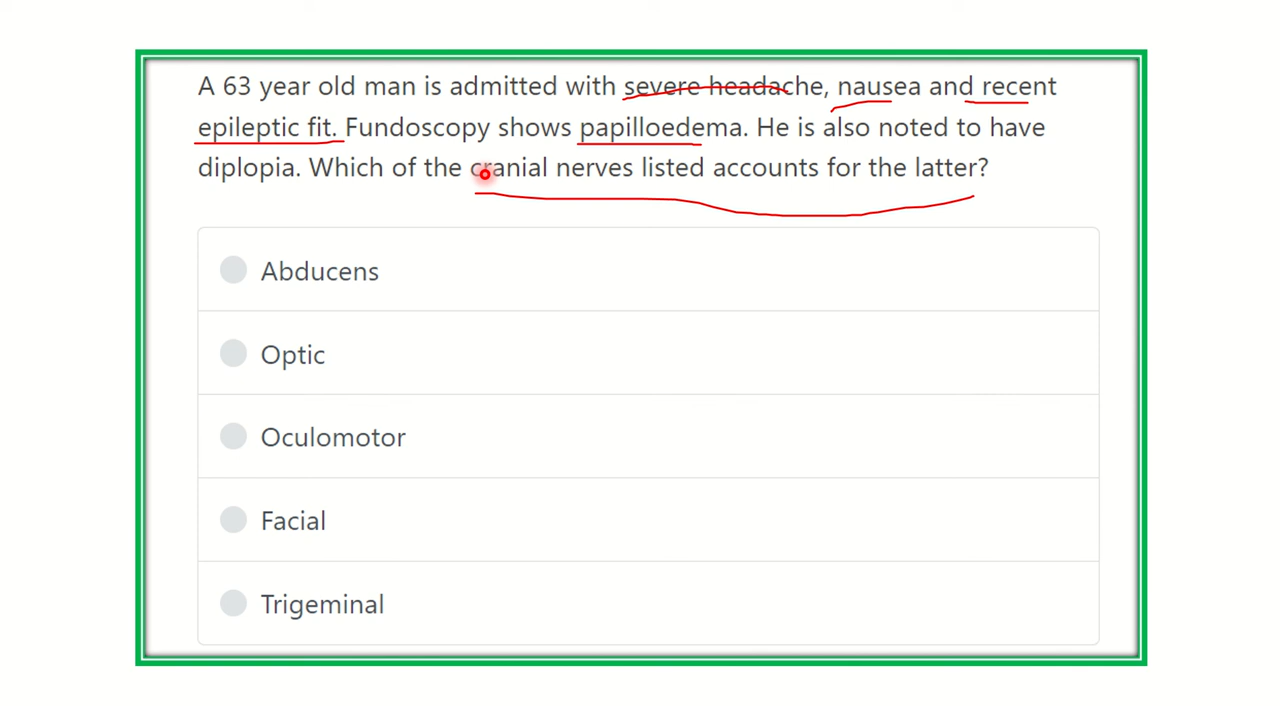 A 63 year old man is admitted with severe headache, nausea and recent
epileptic fit. Fundoscopy shows papilloedema. He is also noted to have
diplopia. Which of the cranial nerves listed accounts for the latter?
Abducens
Optic
Oculomotor
Facial
Trigeminal